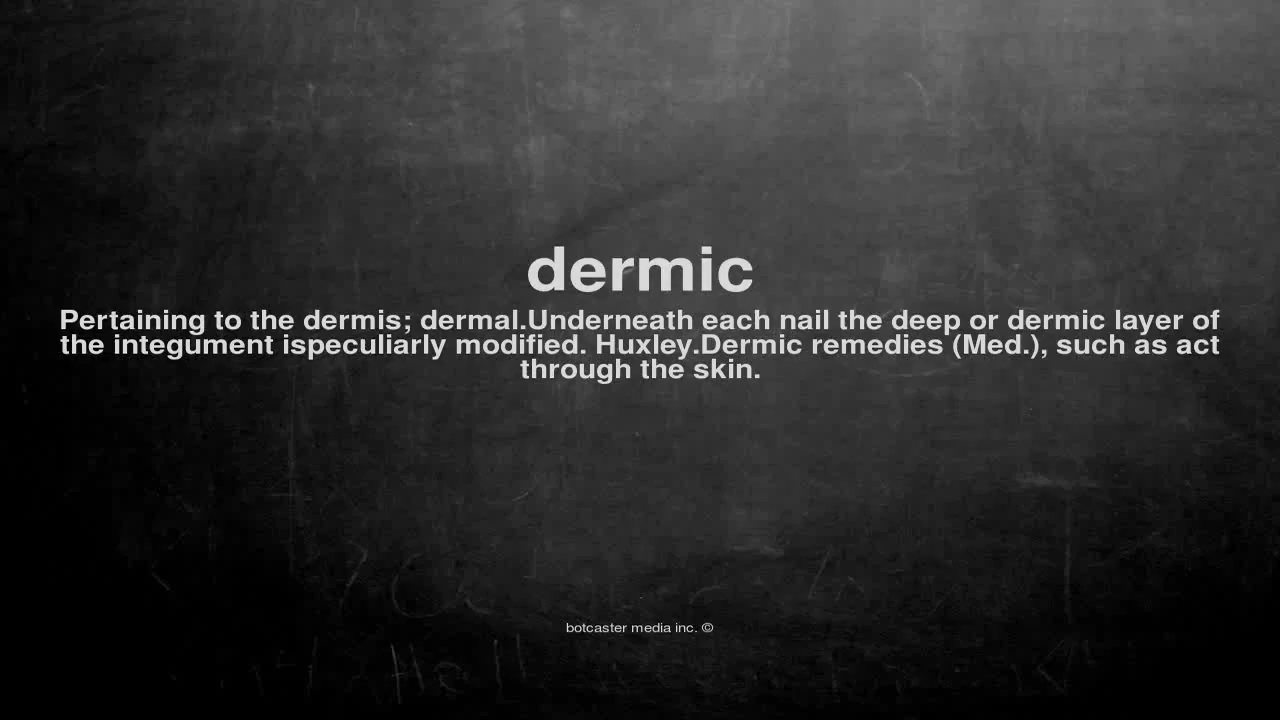 dermic
Pertaining to the dermis; dermal.Underneath each nail the deep or dermic layer of
the integument ispeculiarly modified. Huxley.Dermic remedies (Med.), such as act
through the skin.
botcaster media inc. ©